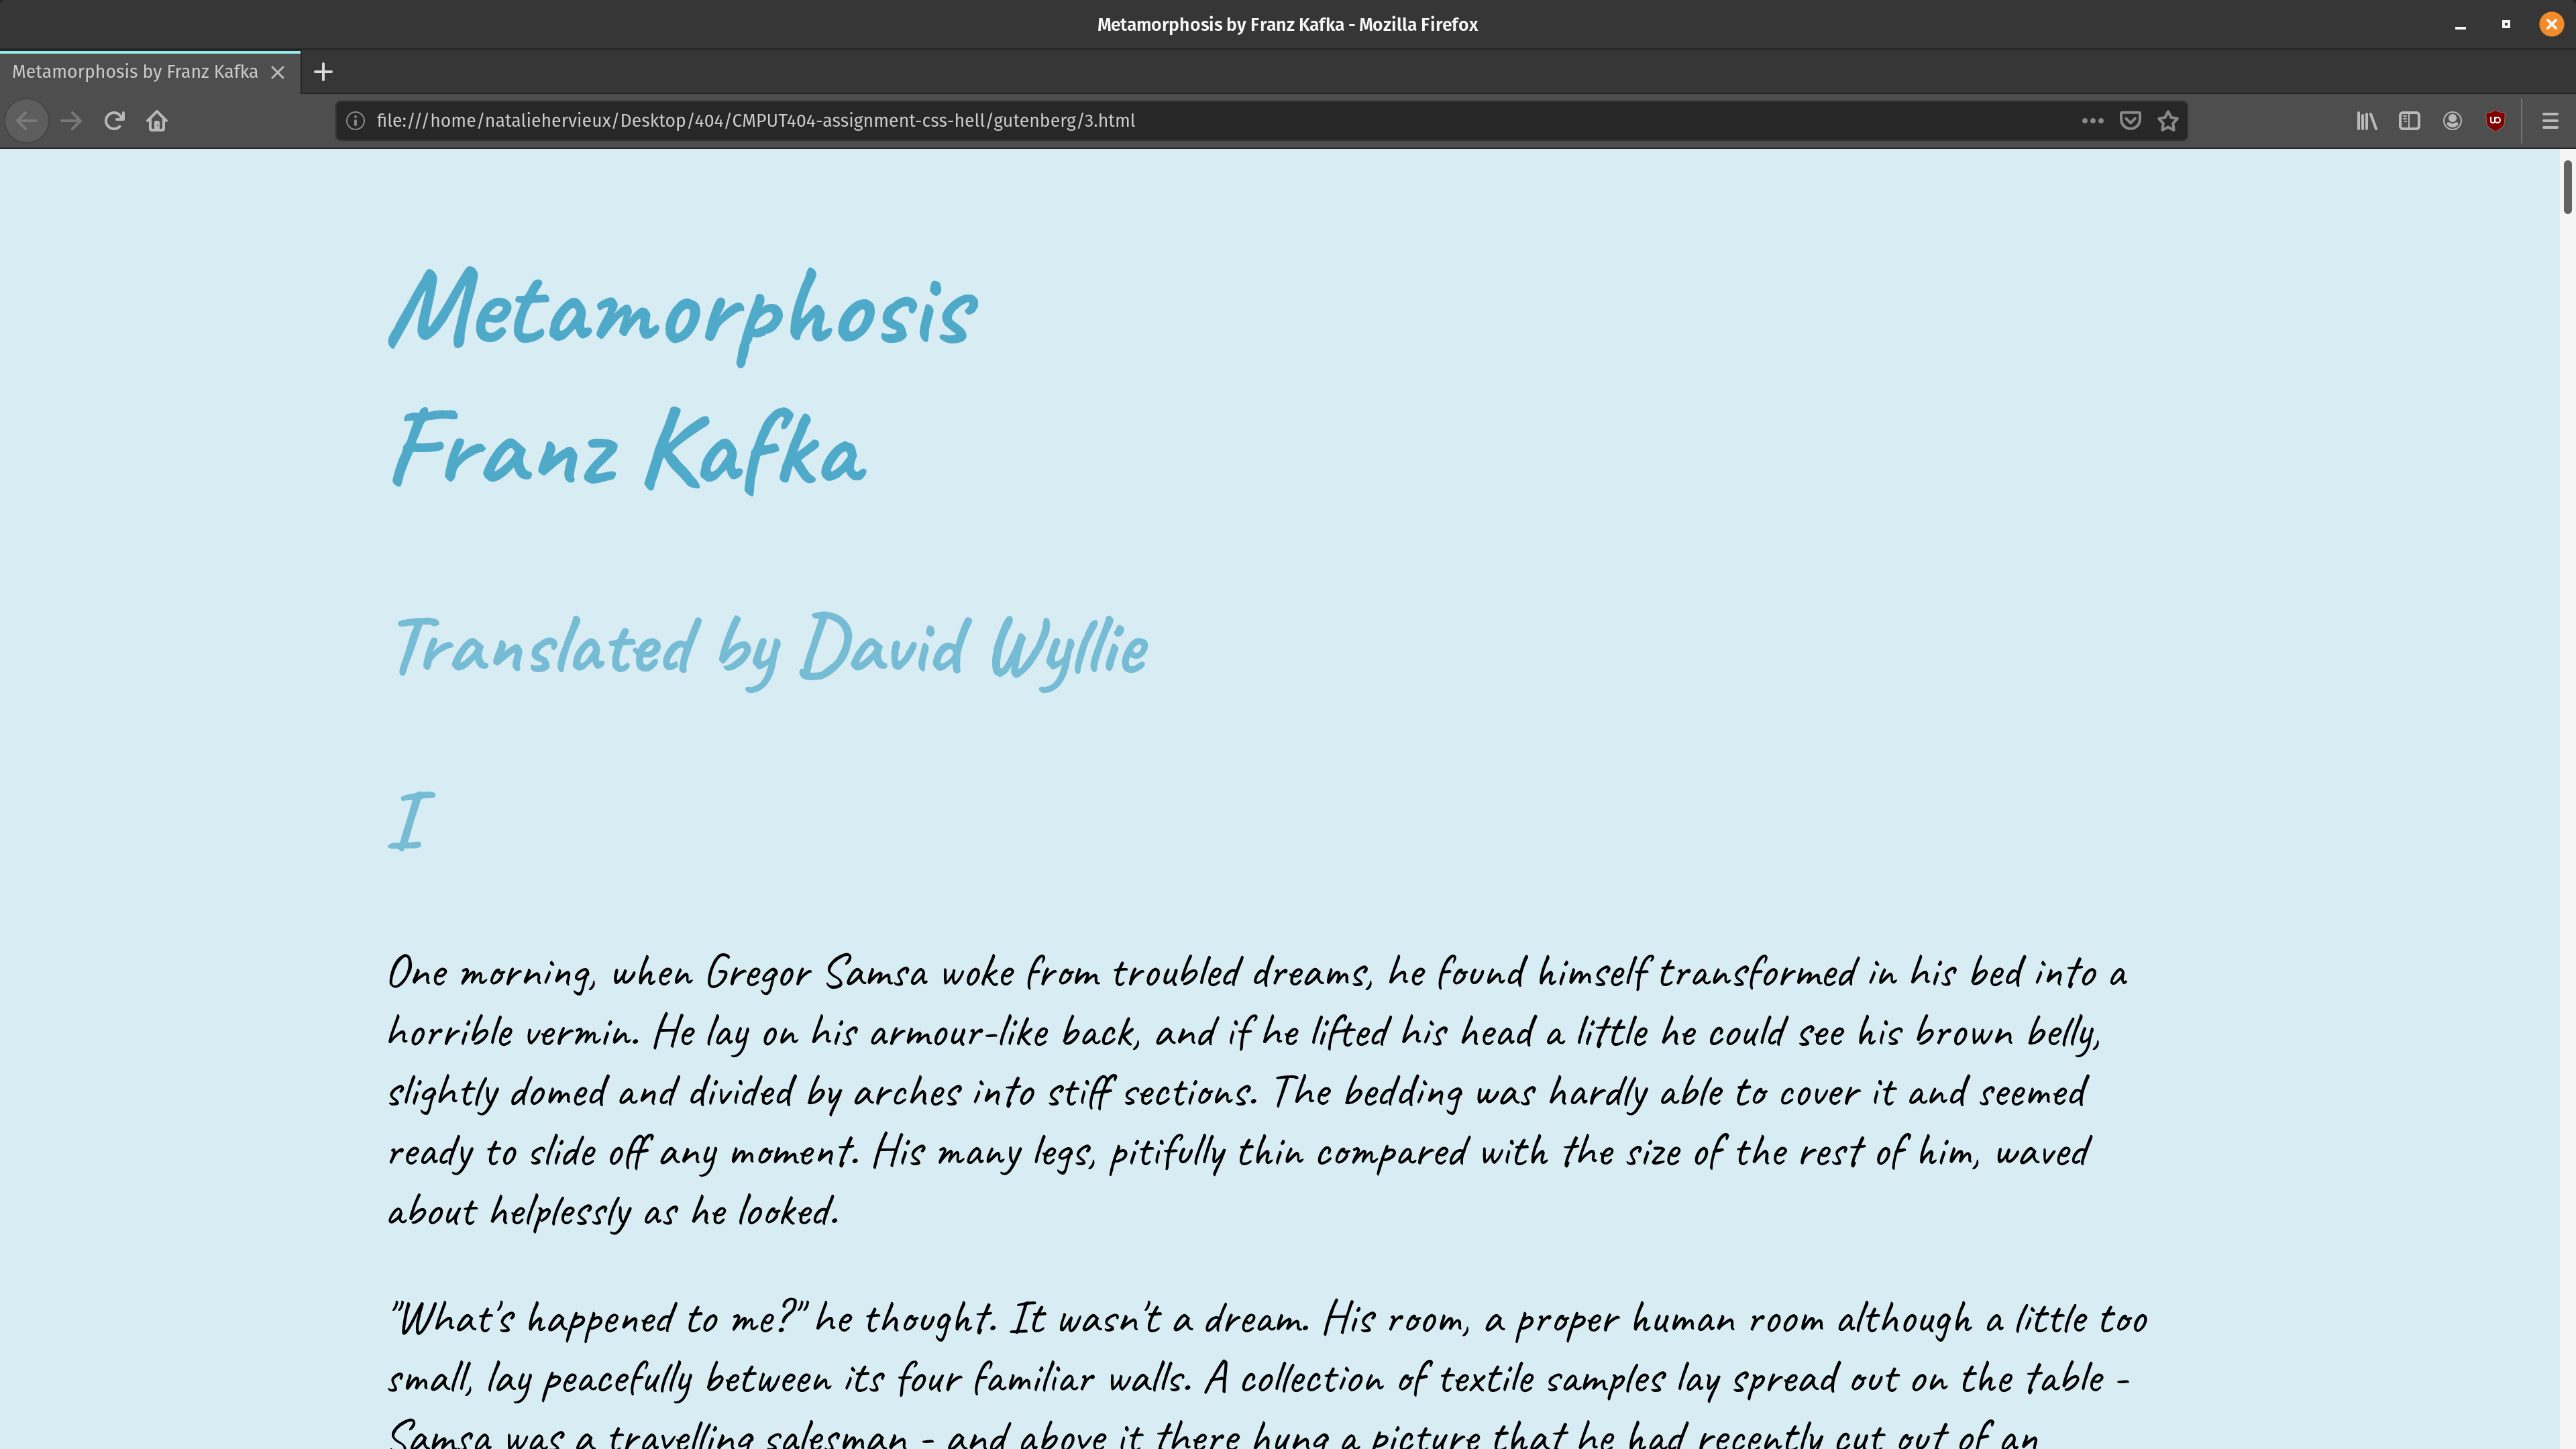 Metamorphosis by Franz Kafka - Mozilla Firefox
Metamorphosis by Franz Kafka
file:///home/nataliehervieux/Desktop/404/CMPUT404-assignment-css-hell/gutenberg/3.html
Metamorphosis
Franz Kafka
Translated by David Wyllie
I
One morning, when Gregor Samsa woke from troubled dreams, he found himself transformed in his bed into a
horrible vermin. He lay on his armour-like back, and if he lifted his head a little he could see his brown belly,
slightly domed and divided by arches into stiff sections. The bedding was hardly able to cover it and seemed
ready to slide off any moment. His many legs, pitifully thin compared with the size of the rest of him, waved
about helplessly as he looked.
"What's happened to me?" he thought. It wasn't a dream. His room, a proper human room although a little too
small, lay peacefully between its four familiar walls. A collection of textile samples lay spread out on the table -
Samsa was a travelling salesman - and above it there hung a picture that he had recently cut out of an